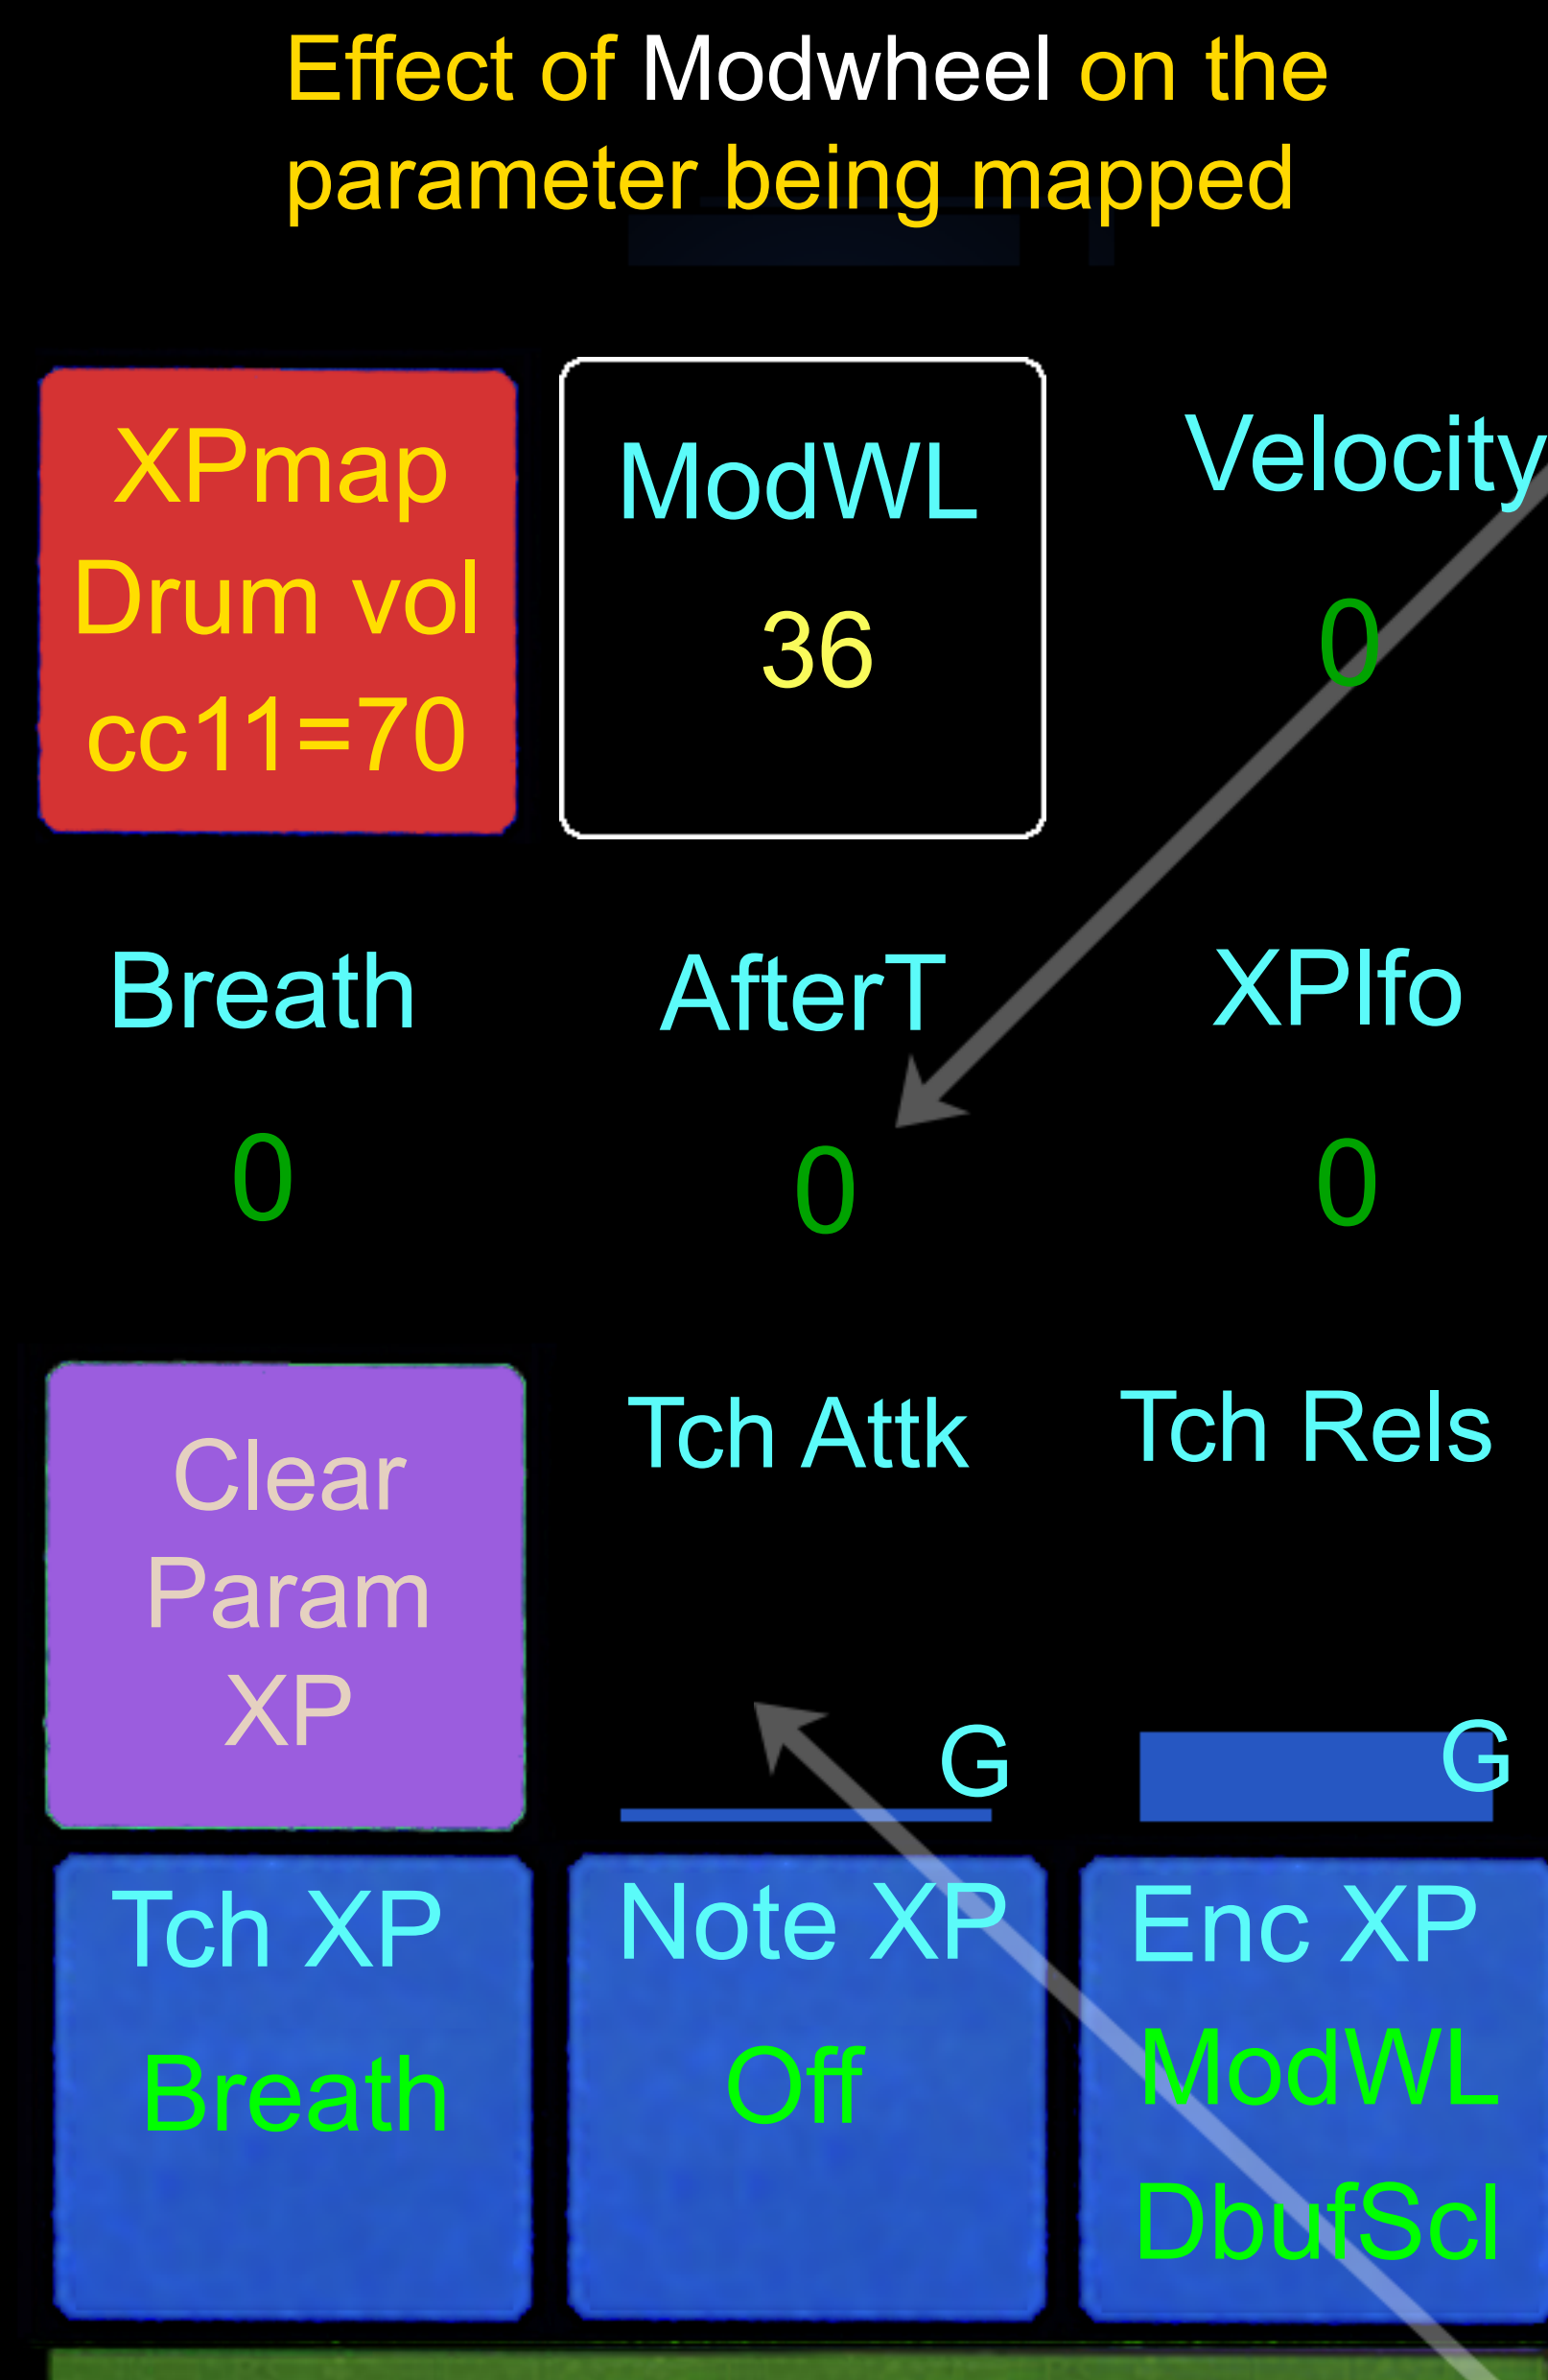 Effect of Modwheel on the
parameter being mapped
XPmap
Drum vol
cc11=70
ModWL
36
Velocity
0
Breath
0
AfterT
0
XPlfo
0
Clear
Param
XP
Tch Attk
G
Tch Rels
G
Tch XP
Breath
Note XP
Off
Enc XP
ModWL
DbufScl